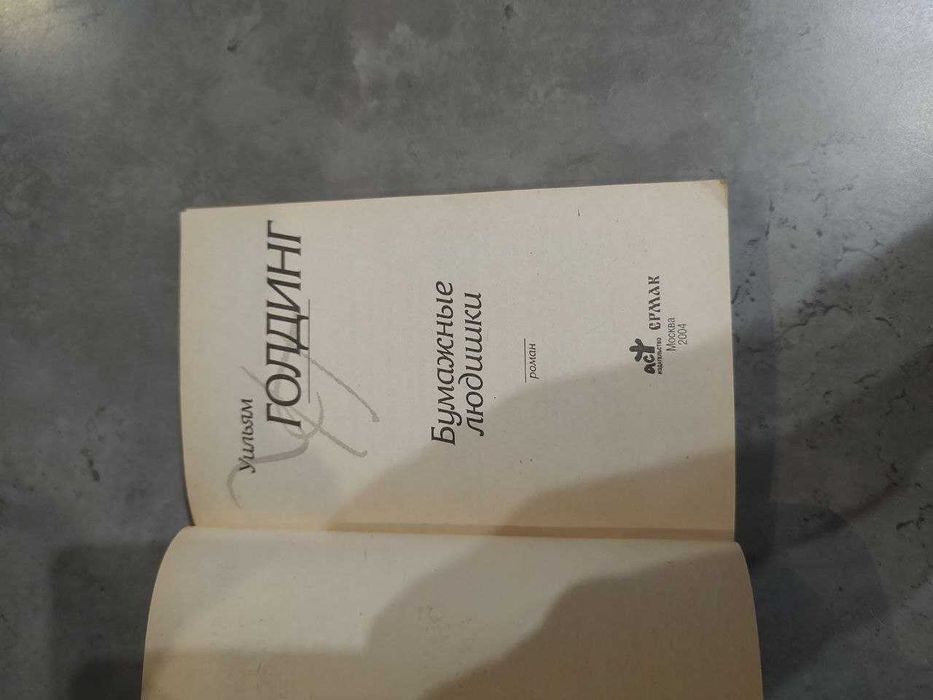 Уильям
ГОЛДИНГ
Бумажные
людишки
роман
аст
издательство
ЕРМАК
Москва
2004